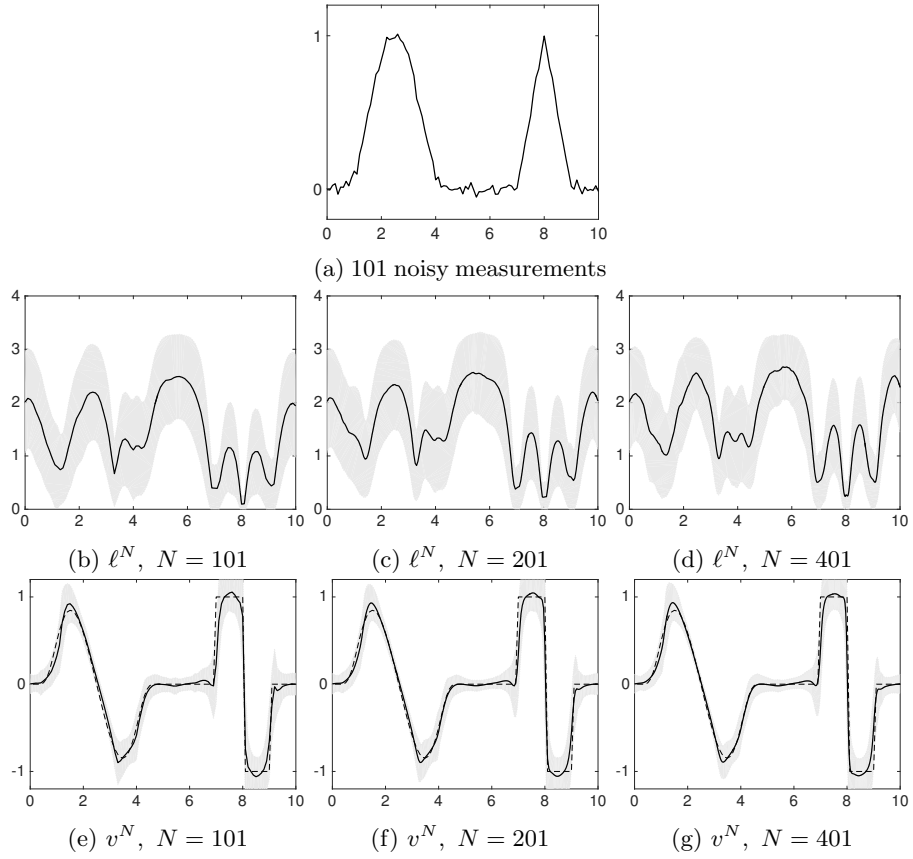 1
0
0 2 4 6 8 10
(a) 101 noisy measurements
4
3
2
1
0
0 2 4 6 8 10
(b) ℓ^N, N = 101
4
3
2
1
0
0 2 4 6 8 10
(c) ℓ^N, N = 201
4
3
2
1
0
0 2 4 6 8 10
(d) ℓ^N, N = 401
1
0
-1
0 2 4 6 8 10
(e) v^N, N = 101
1
0
-1
0 2 4 6 8 10
(f) v^N, N = 201
1
0
-1
0 2 4 6 8 10
(g) v^N, N = 401